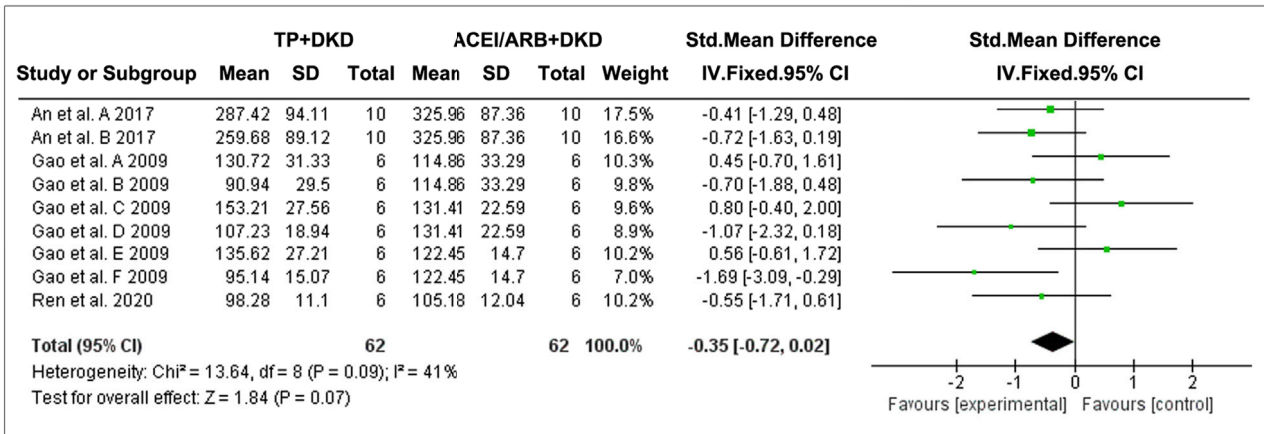 TP+DKD ACEI/ARB+DKD Std.Mean Difference Std.Mean Difference
Study or Subgroup Mean SD Total Mean SD Total Weight IV.Fixed.95% CI IV.Fixed.95% CI
An et al. A 2017 287.42 94.11 10 325.96 87.36 10 17.5% -0.41 [-1.29, 0.48]
An et al. B 2017 259.68 89.12 10 325.96 87.36 10 16.6% -0.72 [-1.63, 0.19]
Gao et al. A 2009 130.72 31.33 6 114.86 33.29 6 10.3% 0.45 [-0.70, 1.61]
Gao et al. B 2009 90.94 29.5 6 114.86 33.29 6 9.8% -0.70 [-1.88, 0.48]
Gao et al. C 2009 153.21 27.56 6 131.41 22.59 6 9.6% 0.80 [-0.40, 2.00]
Gao et al. D 2009 107.23 18.94 6 131.41 22.59 6 8.9% -1.07 [-2.32, 0.18]
Gao et al. E 2009 135.62 27.21 6 122.45 14.7 6 10.2% 0.56 [-0.61, 1.72]
Gao et al. F 2009 95.14 15.07 6 122.45 14.7 6 7.0% -1.69 [-3.09, -0.29]
Ren et al. 2020 98.28 11.1 6 105.18 12.04 6 10.2% -0.55 [-1.71, 0.61]
Total (95% CI) 62 62 100.0% -0.35 [-0.72, 0.02]
Heterogeneity: Chi² = 13.64, df = 8 (P = 0.09); I² = 41%
Test for overall effect: Z = 1.84 (P = 0.07)
-2 -1 0 1 2
Favours [experimental] Favours [control]